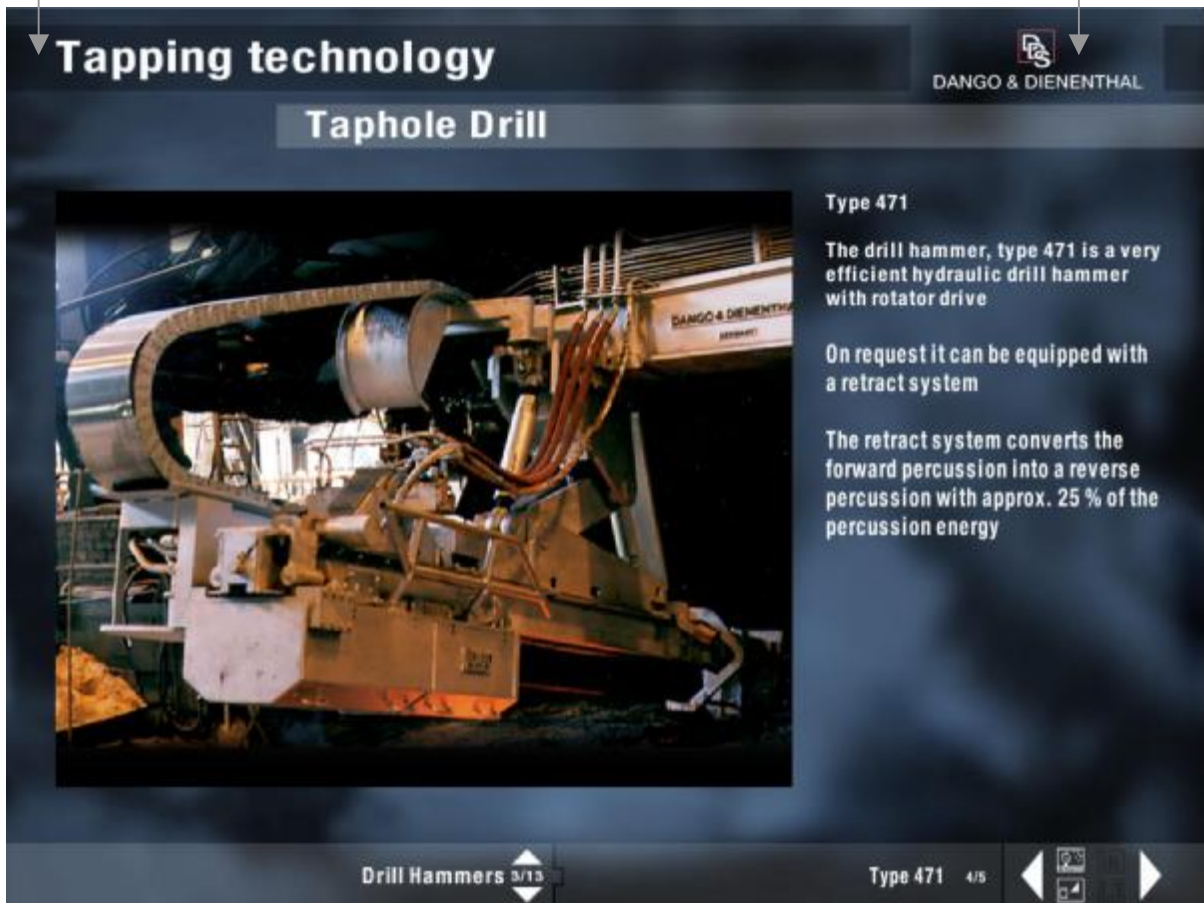 Tapping technology
DDS
DANGO & DIENENTHAL
Taphole Drill
Type 471
The drill hammer, type 471 is a very
efficient hydraulic drill hammer
with rotator drive
On request it can be equipped with
a retract system
The retract system converts the
forward percussion into a reverse
percussion with approx. 25 % of the
percussion energy
DANGO & DIENENTHA
GERMANY
Drill Hammers 3/13
Type 471 4/5